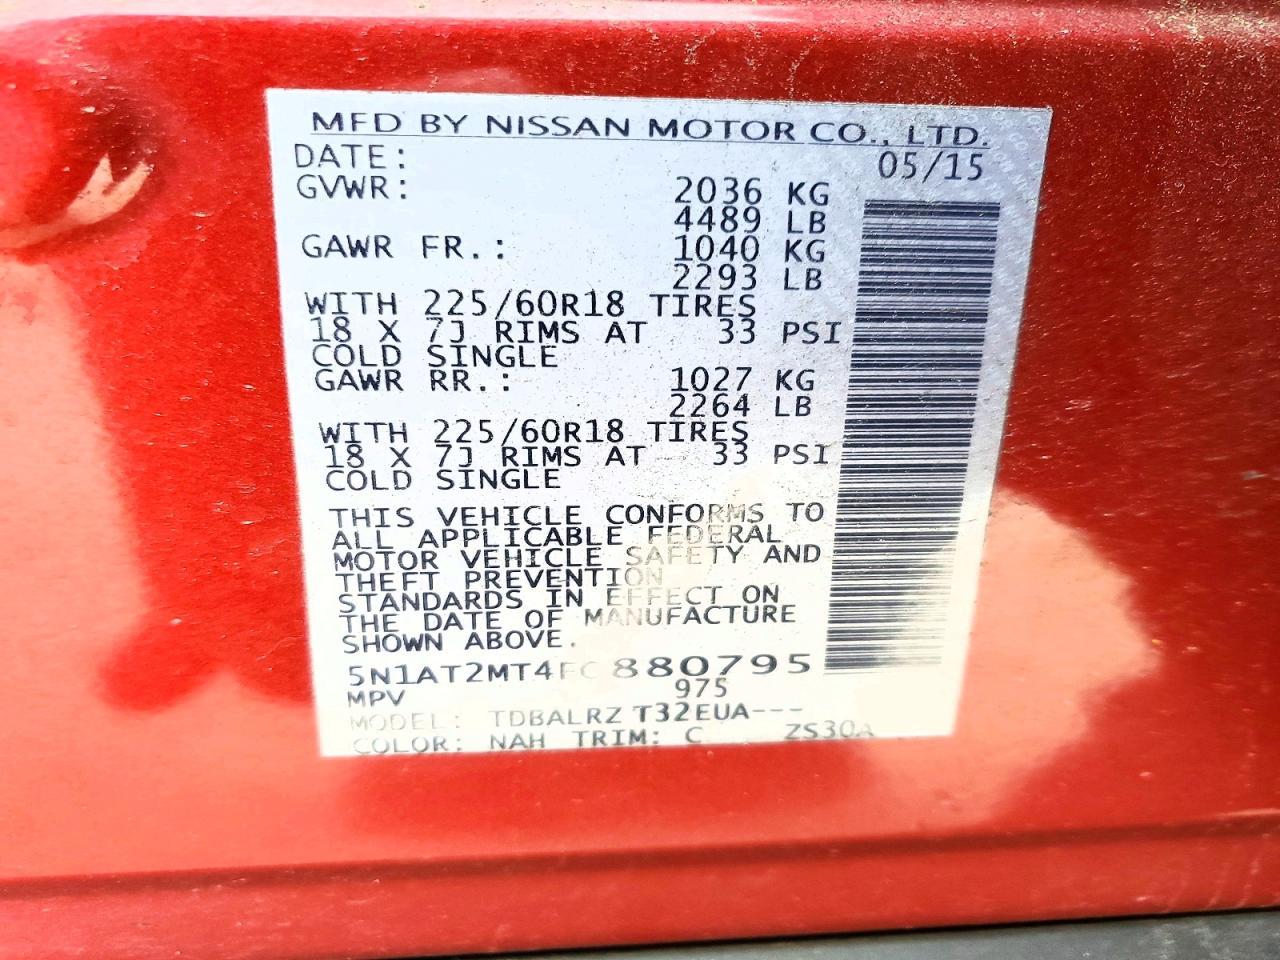 MFD BY NISSAN MOTOR CO., LTD.
DATE: 05/15
GVWR: 2036 KG
4489 LB
GAWR FR.: 1040 KG
2293 LB
WITH 225/60R18 TIRES
18 X 7J RIMS AT 33 PSI
COLD SINGLE
GAWR RR.: 1027 KG
2264 LB
WITH 225/60R18 TIRES
18 X 7J RIMS AT 33 PSI
COLD SINGLE
THIS VEHICLE CONFORMS TO
ALL APPLICABLE FEDERAL
MOTOR VEHICLE SAFETY AND
THEFT PREVENTION
STANDARDS IN EFFECT ON
THE DATE OF MANUFACTURE
SHOWN ABOVE.
5N1AT2MT4FC880795
MPV 975
MODEL: TDBALRZ T32EUA---
COLOR: NAH TRIM: C ZS30A